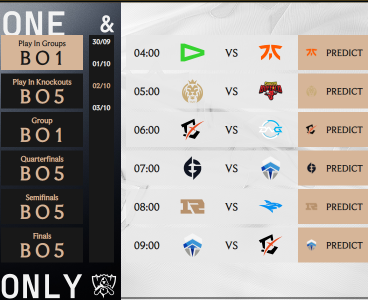 ONE &
Play In Groups
BO1
Play In Knockouts
BO5
Group
BO1
Quarterfinals
BO5
Semifinals
BO5
Finals
BO5
ONLY
30/09
01/10
02/10
03/10
04:00 VS PREDICT
05:00 VS PREDICT
06:00 VS PREDICT
07:00 VS PREDICT
08:00 VS PREDICT
09:00 VS PREDICT